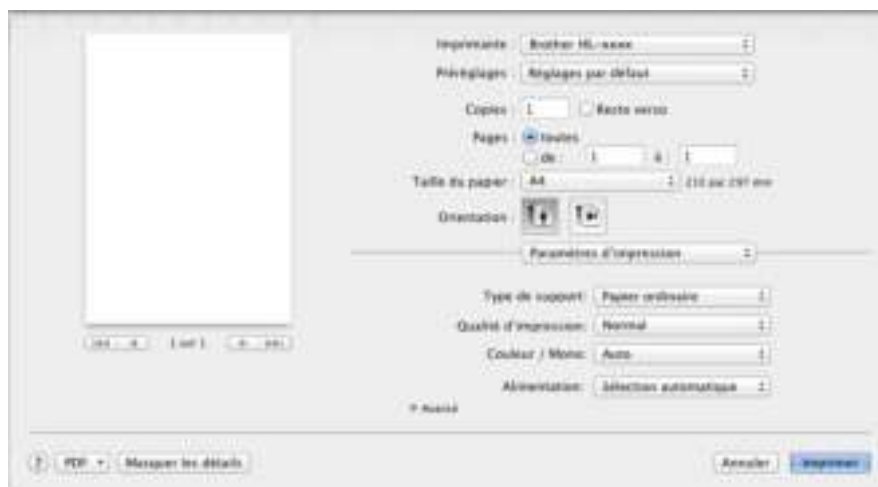 Imprimante : Brother HL-xxxx
Préréglages : Réglages par défaut
Copies : 1 Recto verso
Pages : toutes
de : 1 à : 1
Taille du papier : A4 210 par 297 mm
Orientation :
Paramètres d'impression
Type de support: Papier ordinaire
Qualité d'impression: Normal
1 sur 1
Couleur / Mono: Auto
Alimentation: Sélection automatique
Avancé
? PDF Masquer les détails Annuler Imprimer